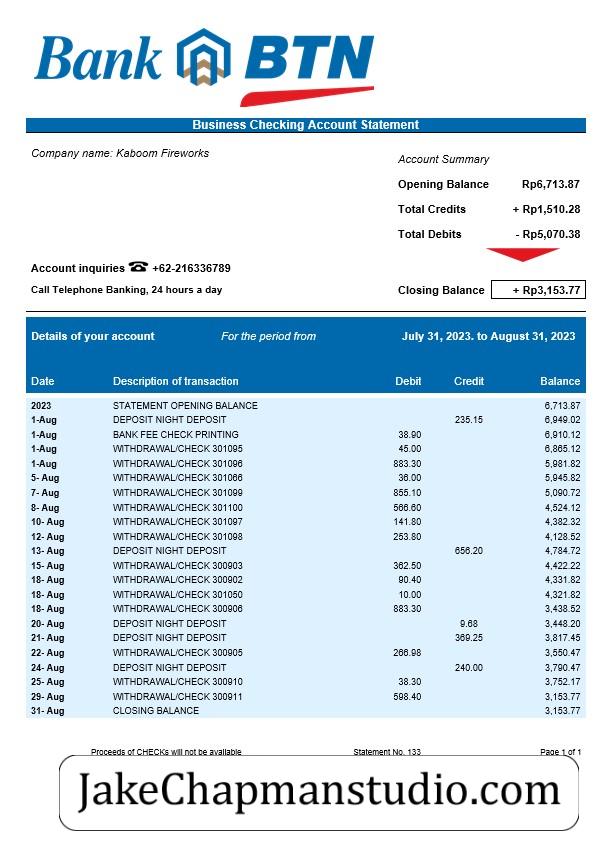 Bank BTN
Business Checking Account Statement
Company name: Kaboom Fireworks
Account Summary
Opening Balance Rp6,713.87
Total Credits + Rp1,510.28
Total Debits - Rp5,070.38
Account inquiries ☎ +62-216336789
Call Telephone Banking, 24 hours a day
Closing Balance + Rp3,153.77
Details of your account For the period from July 31, 2023. to August 31, 2023
Date Description of transaction Debit Credit Balance
2023 STATEMENT OPENING BALANCE 6,713.87
1-Aug DEPOSIT NIGHT DEPOSIT 235.15 6,949.02
1-Aug BANK FEE CHECK PRINTING 38.90 6,910.12
1-Aug WITHDRAWAL/CHECK 301095 45.00 6,865.12
1-Aug WITHDRAWAL/CHECK 301096 883.30 5,981.82
5- Aug WITHDRAWAL/CHECK 301066 36.00 5,945.82
7- Aug WITHDRAWAL/CHECK 301099 855.10 5,090.72
8- Aug WITHDRAWAL/CHECK 301100 566.60 4,524.12
10- Aug WITHDRAWAL/CHECK 301097 141.80 4,382.32
12- Aug WITHDRAWAL/CHECK 301098 253.80 4,128.52
13- Aug DEPOSIT NIGHT DEPOSIT 656.20 4,784.72
15- Aug WITHDRAWAL/CHECK 300903 362.50 4,422.22
18- Aug WITHDRAWAL/CHECK 300902 90.40 4,331.82
18- Aug WITHDRAWAL/CHECK 301050 10.00 4,321.82
18- Aug WITHDRAWAL/CHECK 300906 883.30 3,438.52
20- Aug DEPOSIT NIGHT DEPOSIT 9.68 3,448.20
21- Aug DEPOSIT NIGHT DEPOSIT 369.25 3,817.45
22- Aug WITHDRAWAL/CHECK 300905 266.98 3,550.47
24- Aug DEPOSIT NIGHT DEPOSIT 240.00 3,790.47
25- Aug WITHDRAWAL/CHECK 300910 38.30 3,752.17
29- Aug WITHDRAWAL/CHECK 300911 598.40 3,153.77
31- Aug CLOSING BALANCE 3,153.77
Proceeds of CHECKs will not be available Statement No. 133 Page 1 of 1
JakeChapmanstudio.com